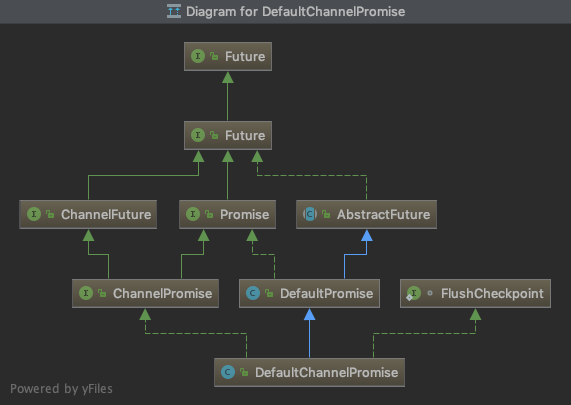 Diagram for DefaultChannelPromise
I Future
I Future
I ChannelFuture
I Promise
C AbstractFuture
I ChannelPromise
C DefaultPromise
I FlushCheckpoint
C DefaultChannelPromise
Powered by yFiles